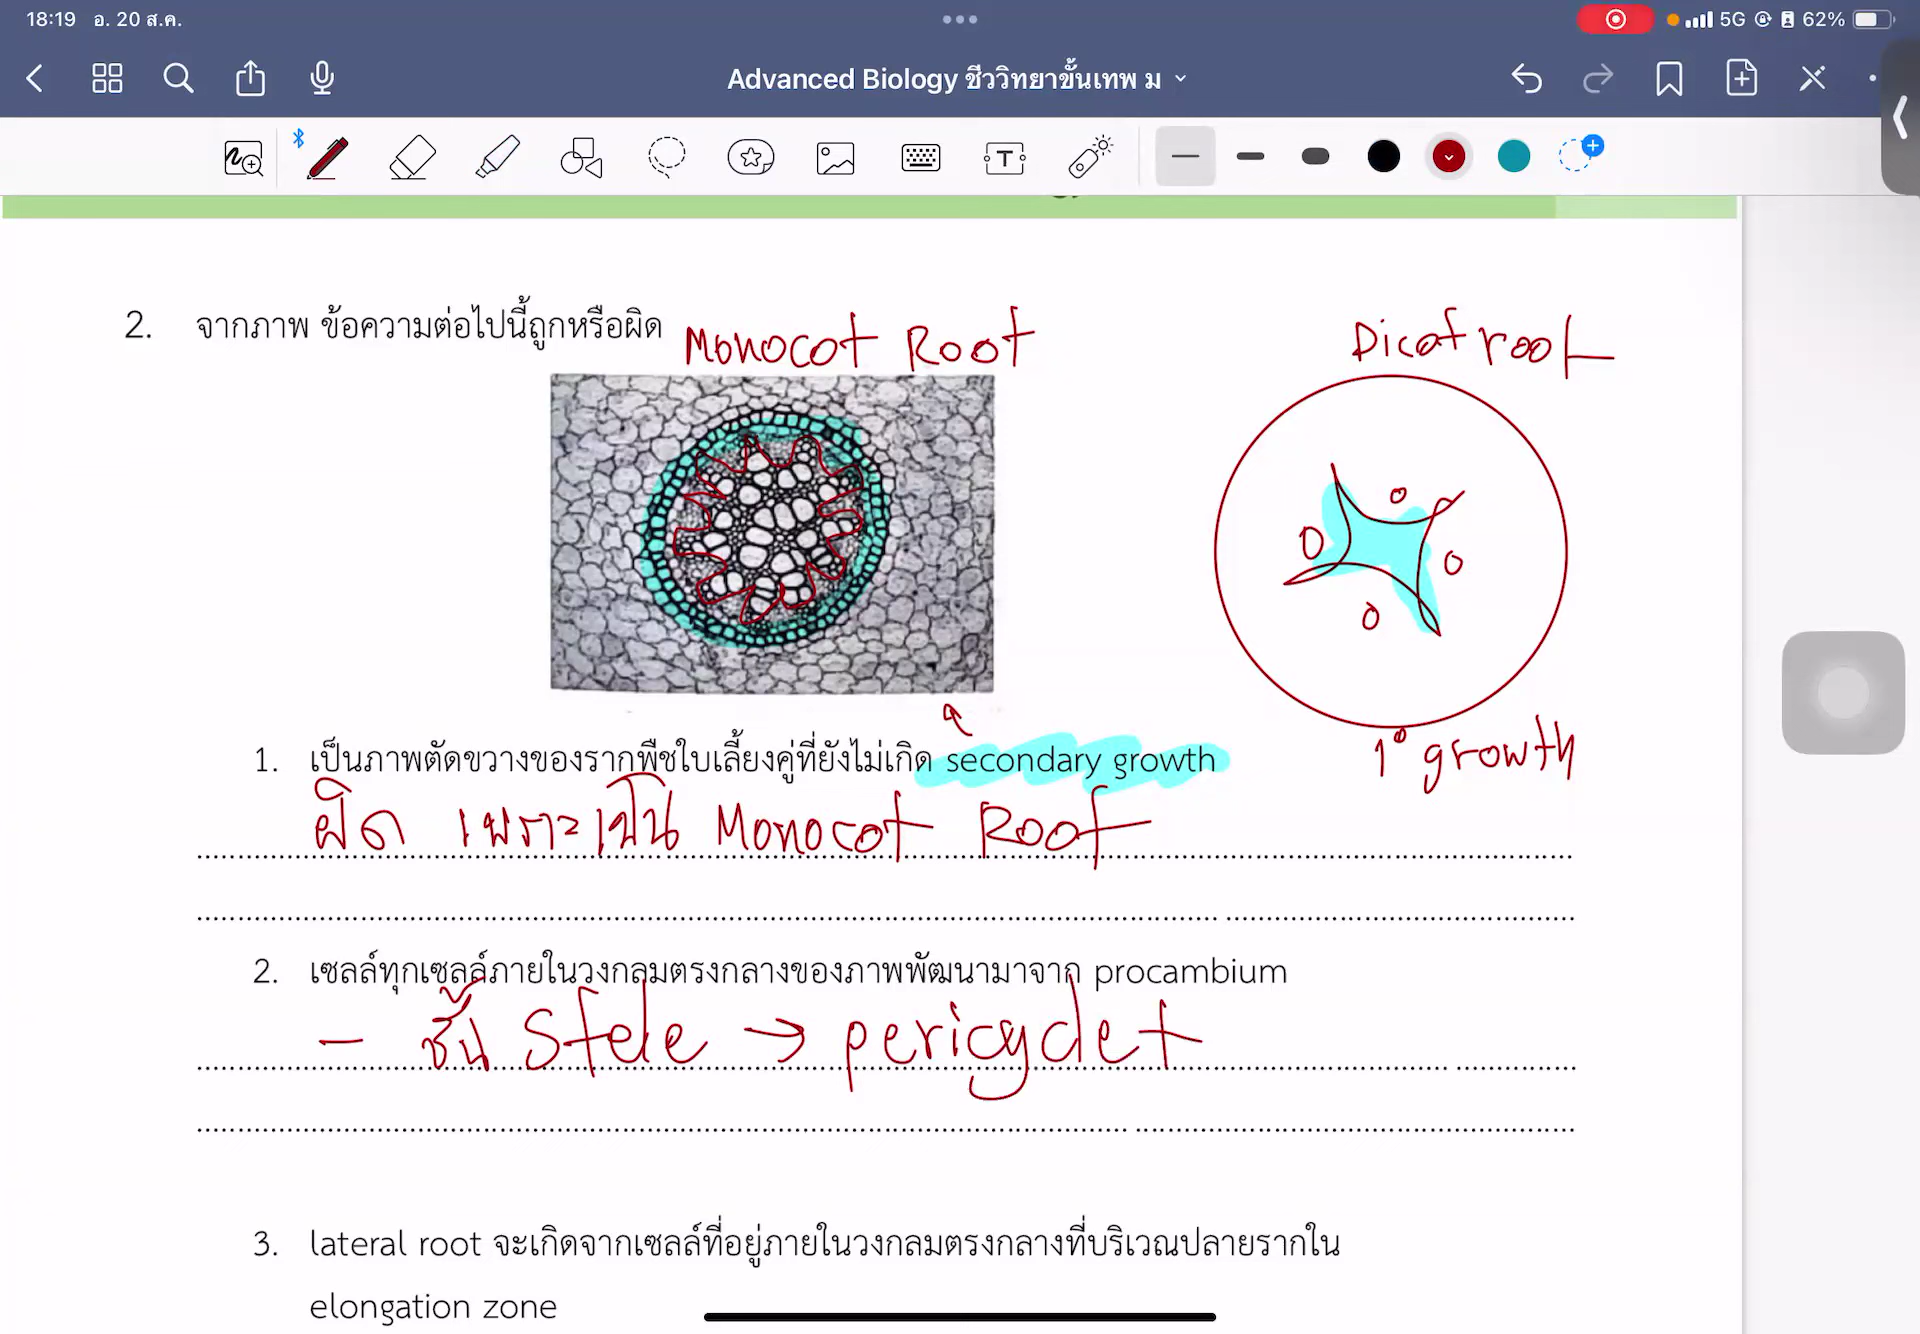 18:19 อ. 20 ส.ค.
5G 62%
Advanced Biology ชีววิทยาขั้นเทพ ม
T
2. จากภาพ ข้อความต่อไปนี้ถูกหรือผิด
Monocot Root
Dicot root
1. เป็นภาพตัดขวางของรากพืชใบเลี้ยงคู่ที่ยังไม่เกิด secondary growth
1° growth
ผิด เพราะเป็น Monocot Root
2. เซลล์ทุกเซลล์ภายในวงกลมตรงกลางของภาพพัฒนามาจาก procambium
– ชั้น Stele → pericycle +
3. lateral root จะเกิดจากเซลล์ที่อยู่ภายในวงกลมตรงกลางที่บริเวณปลายรากใน
elongation zone